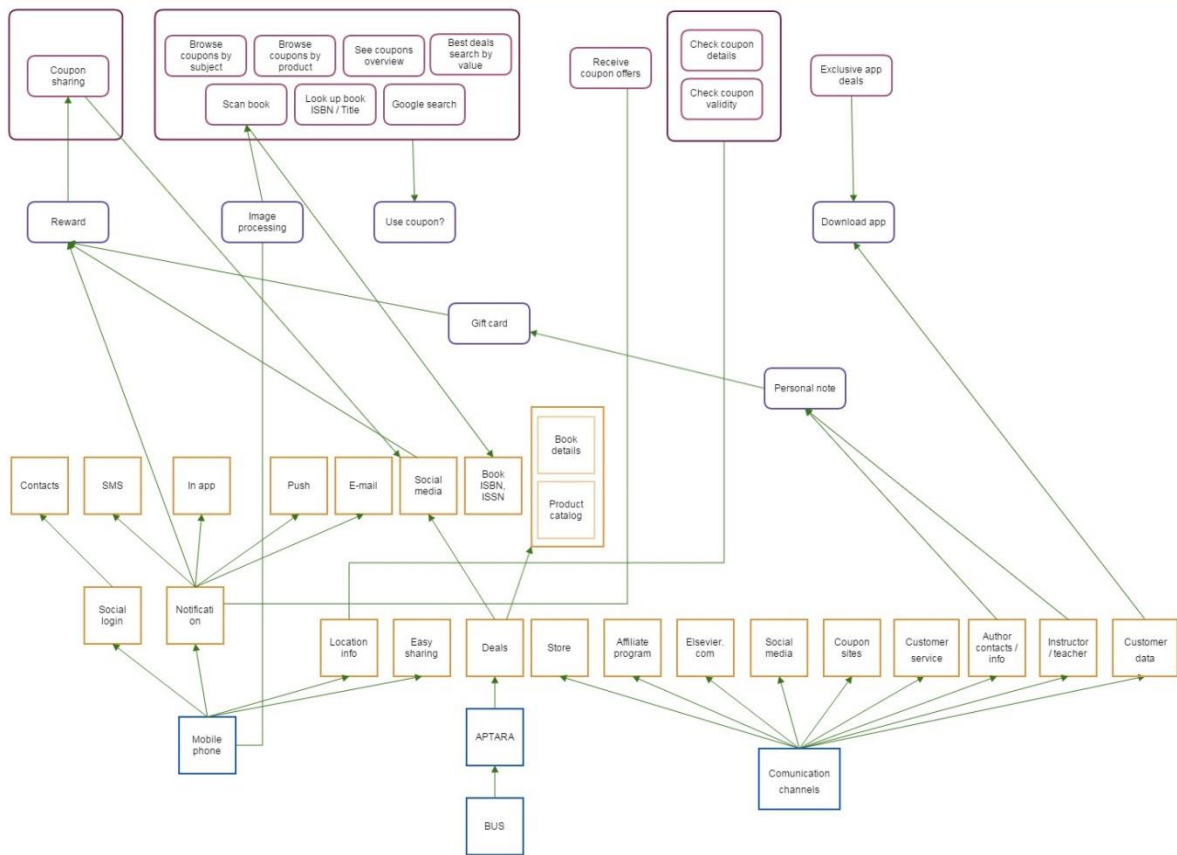 Coupon
sharing
Browse
coupons by
subject
Browse
coupons by
product
See coupons
overview
Best deals
search by
value
Scan book
Look up book
ISBN / Title
Google search
Receive
coupon offers
Check coupon
details
Check coupon
validity
Exclusive app
deals
Reward
Image
processing
Use coupon?
Download app
Gift card
Personal note
Contacts
SMS
In app
Push
E-mail
Social
media
Book
ISBN,
ISSN
Book
details
Product
catalog
Social
login
Notificati
on
Location
info
Easy
sharing
Deals
Store
Affiliate
program
Elsevier.
com
Social
media
Coupon
sites
Customer
service
Author
contacts /
info
Instructor
/ teacher
Customer
data
Mobile
phone
APTARA
Comunication
channels
BUS